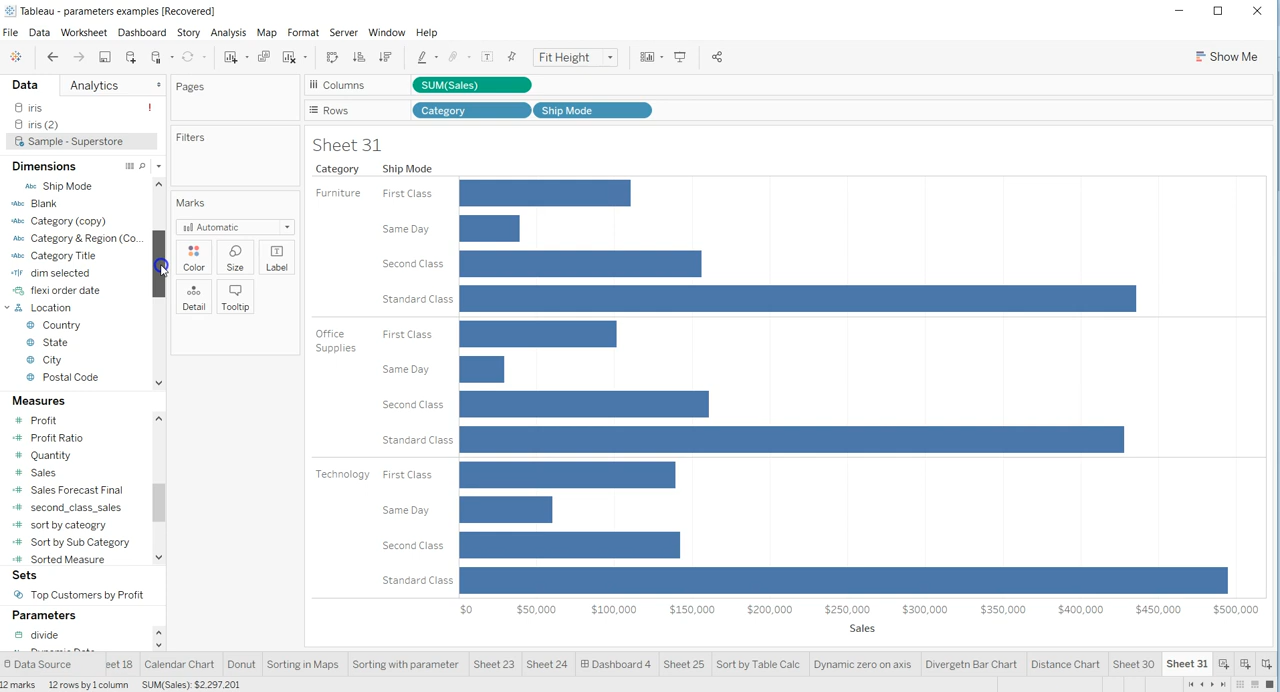 Tableau - parameters examples [Recovered]
File Data Worksheet Dashboard Story Analysis Map Format Server Window Help
Fit Height
Show Me
Data Analytics
iris !
iris (2)
Sample - Superstore
Dimensions
Abc Ship Mode
Abc Blank
Abc Category (copy)
Abc Category & Region (Co...
Abc Category Title
T|F dim selected
flexi order date
Location
Country
State
City
Postal Code
Measures
Profit
Profit Ratio
Quantity
Sales
Sales Forecast Final
second_class_sales
sort by cateogry
Sort by Sub Category
Sorted Measure
Sets
Top Customers by Profit
Parameters
divide
Pages
Filters
Marks
Automatic
Color Size Label
Detail Tooltip
Columns SUM(Sales)
Rows Category Ship Mode
Sheet 31
Category Ship Mode
Furniture First Class
Same Day
Second Class
Standard Class
Office Supplies First Class
Same Day
Second Class
Standard Class
Technology First Class
Same Day
Second Class
Standard Class
$0 $50,000 $100,000 $150,000 $200,000 $250,000 $300,000 $350,000 $400,000 $450,000 $500,000
Sales
Data Source eet 18 Calendar Chart Donut Sorting in Maps Sorting with parameter Sheet 23 Sheet 24 Dashboard 4 Sheet 25 Sort by Table Calc Dynamic zero on axis Divergetn Bar Chart Distance Chart Sheet 30 Sheet 31
12 marks 12 rows by 1 column SUM(Sales): $2,297,201